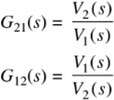 G₂₁(s) = V₂(s) / V₁(s)
G₁₂(s) = V₁(s) / V₂(s)